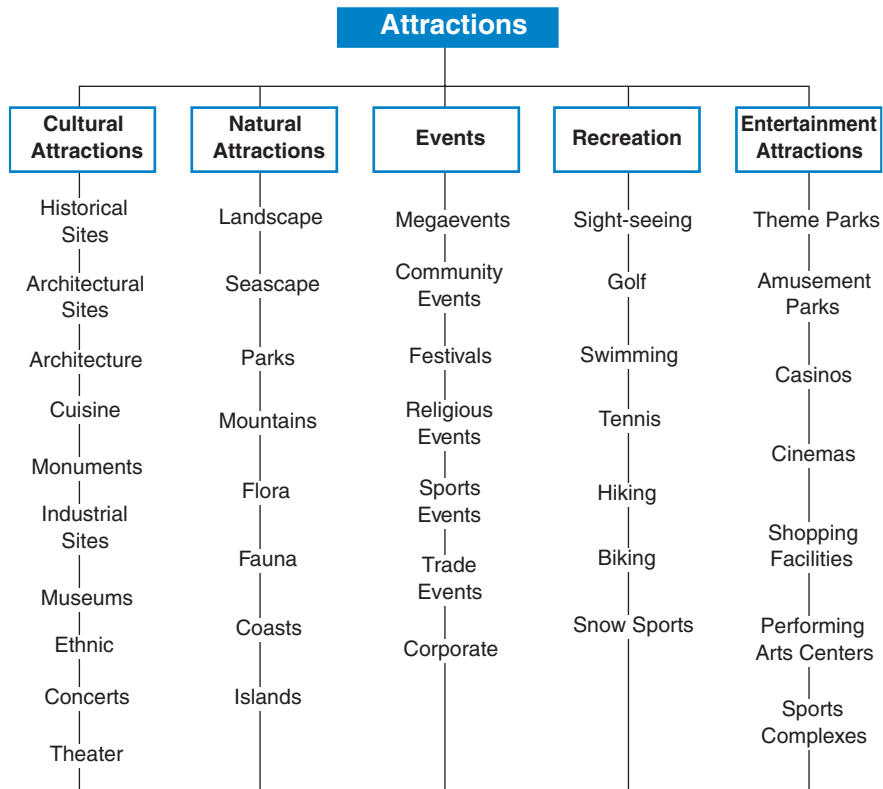 Attractions
Cultural
Attractions
Historical
Sites
Architectural
Sites
Architecture
Cuisine
Monuments
Industrial
Sites
Museums
Ethnic
Concerts
Theater
Natural
Attractions
Landscape
Seascape
Parks
Mountains
Flora
Fauna
Coasts
Islands
Events
Megaevents
Community
Events
Festivals
Religious
Events
Sports
Events
Trade
Events
Corporate
Recreation
Sight-seeing
Golf
Swimming
Tennis
Hiking
Biking
Snow Sports
Entertainment
Attractions
Theme Parks
Amusement
Parks
Casinos
Cinemas
Shopping
Facilities
Performing
Arts Centers
Sports
Complexes